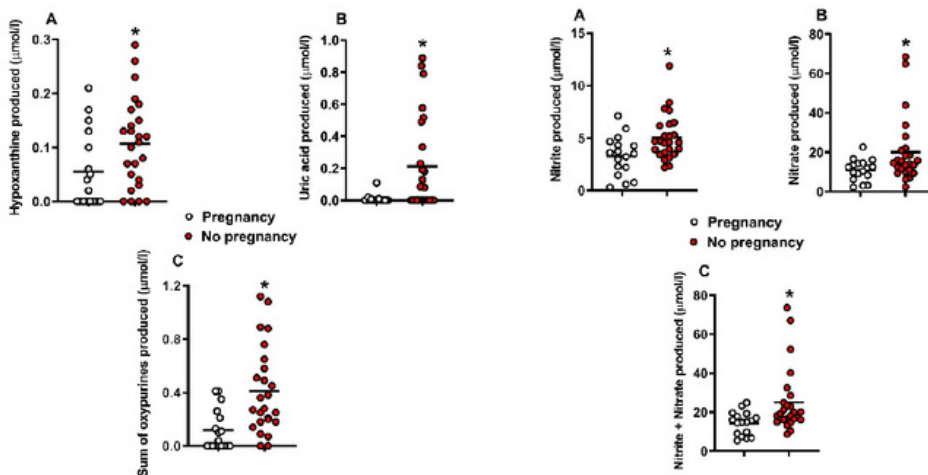 A
Hypoxanthine produced (μmol/l)
0.3
0.2
0.1
0.0
*
B
Uric acid produced (μmol/l)
1.0
0.8
0.6
0.4
0.2
0.0
*
Pregnancy
No pregnancy
C
Sum of oxypurines produced (μmol/l)
1.2
0.8
0.4
0.0
*
A
Nitrite produced (μmol/l)
15
10
5
0
*
B
Nitrate produced (μmol/l)
80
60
40
20
0
*
Pregnancy
No pregnancy
C
Nitrite + Nitrate produced (μmol/l)
80
60
40
20
0
*